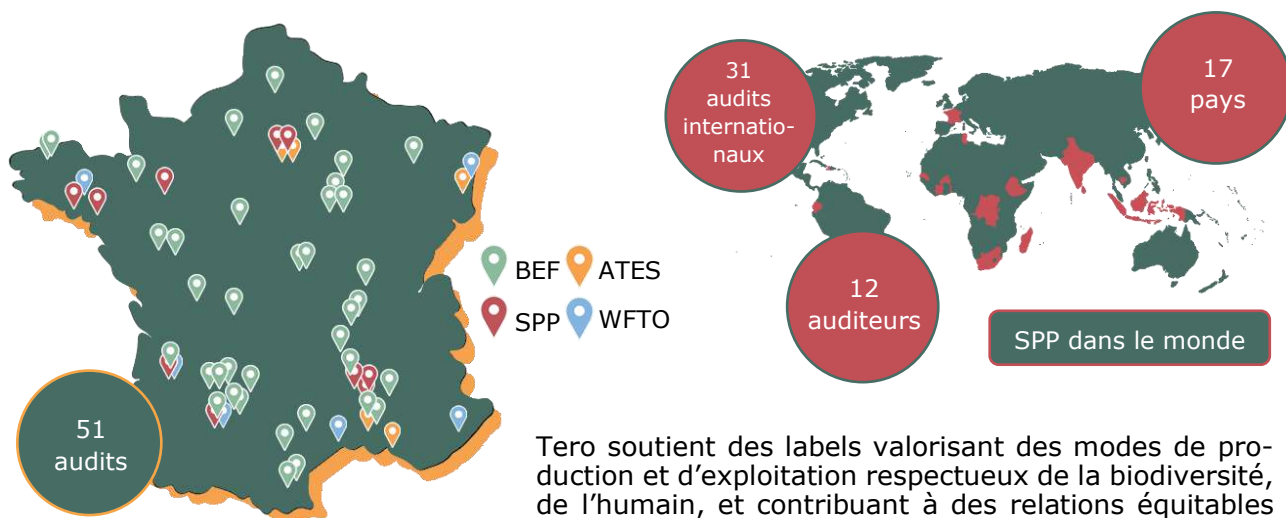 31
audits
internatio-
naux
17
pays
BEF
ATES
SPP
WFTO
12
auditeurs
SPP dans le monde
51
audits
Tero soutient des labels valorisant des modes de pro-
duction et d'exploitation respectueux de la biodiversité,
de l'humain, et contribuant à des relations équitables